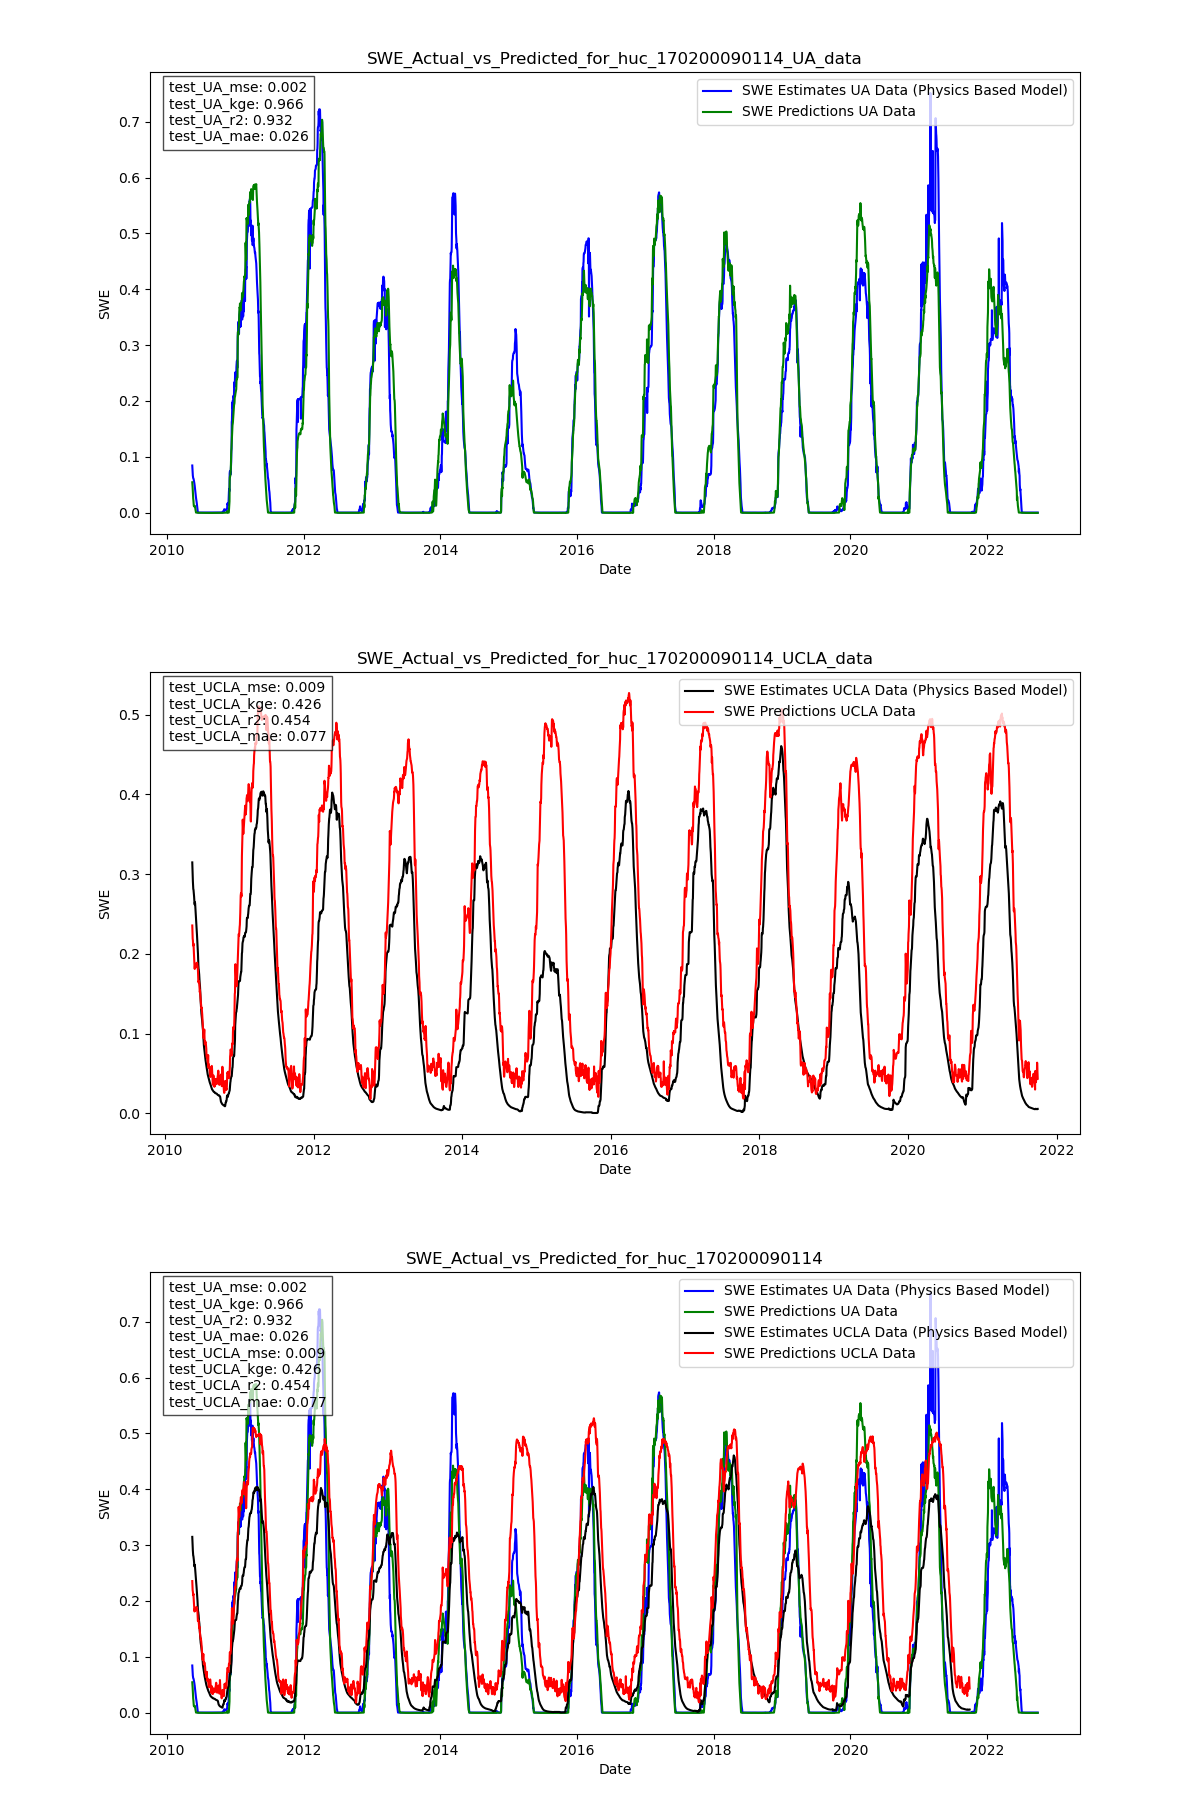 SWE_Actual_vs_Predicted_for_huc_170200090114_UA_data
test_UA_mse: 0.002
test_UA_kge: 0.966
test_UA_r2: 0.932
test_UA_mae: 0.026
SWE Estimates UA Data (Physics Based Model)
SWE Predictions UA Data
0.7
0.6
0.5
0.4
0.3
0.2
0.1
0.0
SWE
2010 2012 2014 2016 2018 2020 2022
Date
SWE_Actual_vs_Predicted_for_huc_170200090114_UCLA_data
test_UCLA_mse: 0.009
test_UCLA_kge: 0.426
test_UCLA_r2: 0.454
test_UCLA_mae: 0.077
SWE Estimates UCLA Data (Physics Based Model)
SWE Predictions UCLA Data
0.5
0.4
0.3
0.2
0.1
0.0
SWE
2010 2012 2014 2016 2018 2020 2022
Date
SWE_Actual_vs_Predicted_for_huc_170200090114
test_UA_mse: 0.002
test_UA_kge: 0.966
test_UA_r2: 0.932
test_UA_mae: 0.026
test_UCLA_mse: 0.009
test_UCLA_kge: 0.426
test_UCLA_r2: 0.454
test_UCLA_mae: 0.077
SWE Estimates UA Data (Physics Based Model)
SWE Predictions UA Data
SWE Estimates UCLA Data (Physics Based Model)
SWE Predictions UCLA Data
0.7
0.6
0.5
0.4
0.3
0.2
0.1
0.0
SWE
2010 2012 2014 2016 2018 2020 2022
Date